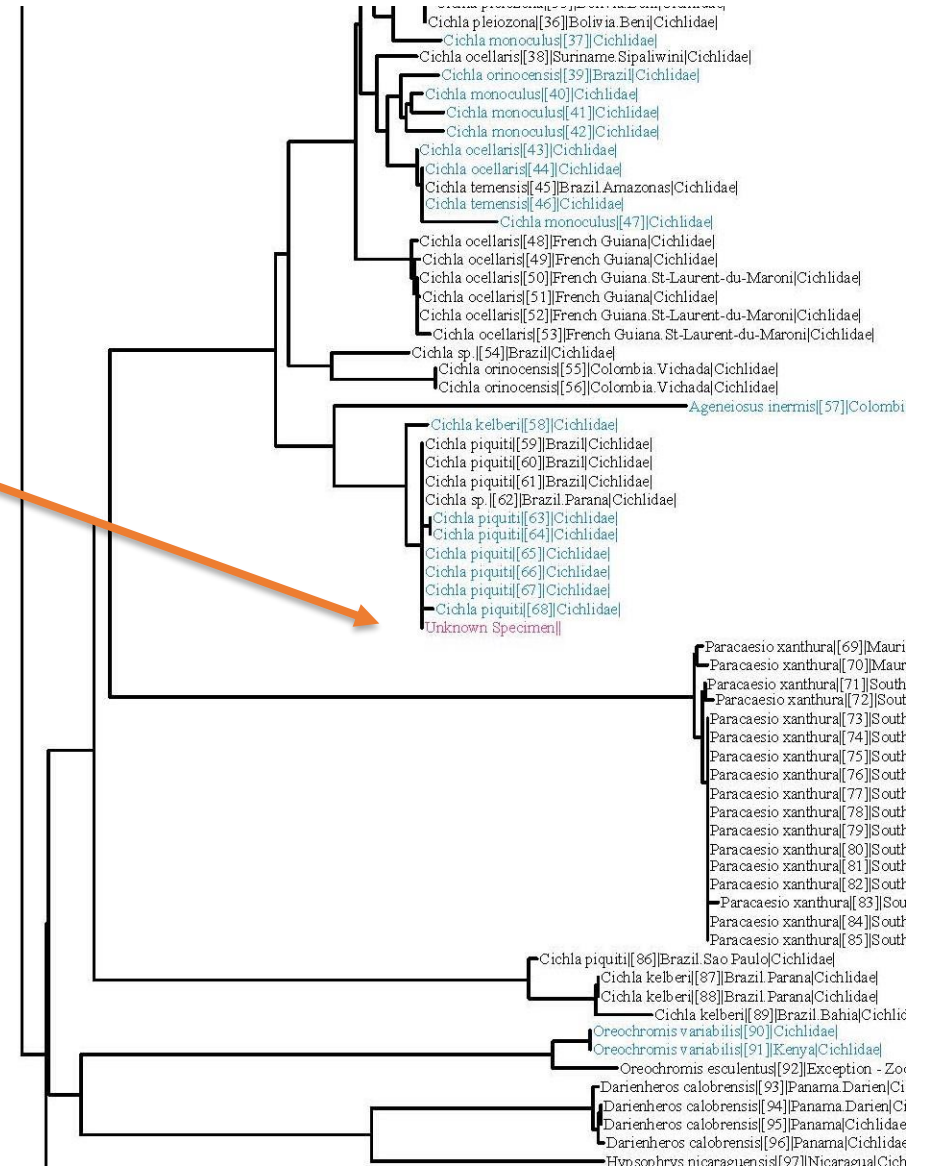 Cichla pleiozona|[36]|Bolivia.Beni|Cichlidae|
Cichla monoculus|[37]|Cichlidae|
Cichla ocellaris|[38]|Suriname.Sipaliwini|Cichlidae|
Cichla orinocensis|[39]|Brazil|Cichlidae|
Cichla monoculus|[40]|Cichlidae|
Cichla monoculus|[41]|Cichlidae|
Cichla monoculus|[42]|Cichlidae|
Cichla ocellaris|[43]|Cichlidae|
Cichla ocellaris|[44]|Cichlidae|
Cichla temensis|[45]|Brazil.Amazonas|Cichlidae|
Cichla temensis|[46]|Cichlidae|
Cichla monoculus|[47]|Cichlidae|
Cichla ocellaris|[48]|French Guiana|Cichlidae|
Cichla ocellaris|[49]|French Guiana|Cichlidae|
Cichla ocellaris|[50]|French Guiana.St-Laurent-du-Maroni|Cichlidae|
Cichla ocellaris|[51]|French Guiana|Cichlidae|
Cichla ocellaris|[52]|French Guiana.St-Laurent-du-Maroni|Cichlidae|
Cichla ocellaris|[53]|French Guiana.St-Laurent-du-Maroni|Cichlidae|
Cichla sp.|[54]|Brazil|Cichlidae|
Cichla orinocensis|[55]|Colombia.Vichada|Cichlidae|
Cichla orinocensis|[56]|Colombia.Vichada|Cichlidae|
Ageneiosus inermis|[57]|Colombi
Cichla kelberi|[58]|Cichlidae|
Cichla piquiti|[59]|Brazil|Cichlidae|
Cichla piquiti|[60]|Brazil|Cichlidae|
Cichla piquiti|[61]|Brazil|Cichlidae|
Cichla sp.|[62]|Brazil.Parana|Cichlidae|
Cichla piquiti|[63]|Cichlidae|
Cichla piquiti|[64]|Cichlidae|
Cichla piquiti|[65]|Cichlidae|
Cichla piquiti|[66]|Cichlidae|
Cichla piquiti|[67]|Cichlidae|
Cichla piquiti|[68]|Cichlidae|
Unknown Specimen||
Paracaesio xanthura|[69]|Mauri
Paracaesio xanthura|[70]|Maur
Paracaesio xanthura|[71]|South
Paracaesio xanthura|[72]|Sout
Paracaesio xanthura|[73]|South
Paracaesio xanthura|[74]|South
Paracaesio xanthura|[75]|South
Paracaesio xanthura|[76]|South
Paracaesio xanthura|[77]|South
Paracaesio xanthura|[78]|South
Paracaesio xanthura|[79]|South
Paracaesio xanthura|[80]|South
Paracaesio xanthura|[81]|South
Paracaesio xanthura|[82]|South
Paracaesio xanthura|[83]|Sou
Paracaesio xanthura|[84]|South
Paracaesio xanthura|[85]|South
Cichla piquiti|[86]|Brazil.Sao Paulo|Cichlidae|
Cichla kelberi|[87]|Brazil.Parana|Cichlidae|
Cichla kelberi|[88]|Brazil.Parana|Cichlidae|
Cichla kelberi|[89]|Brazil.Bahia|Cichlid
Oreochromis variabilis|[90]|Cichlidae|
Oreochromis variabilis|[91]|Kenya|Cichlidae|
Oreochromis esculentus|[92]|Exception - Zoo
Darienheros calobrensis|[93]|Panama.Darien|Ci
Darienheros calobrensis|[94]|Panama.Darien|Ci
Darienheros calobrensis|[95]|Panama|Cichlidae
Darienheros calobrensis|[96]|Panama|Cichlidae
Hypsophrys nicaraguensis|[97]|Nicaragua|Cich